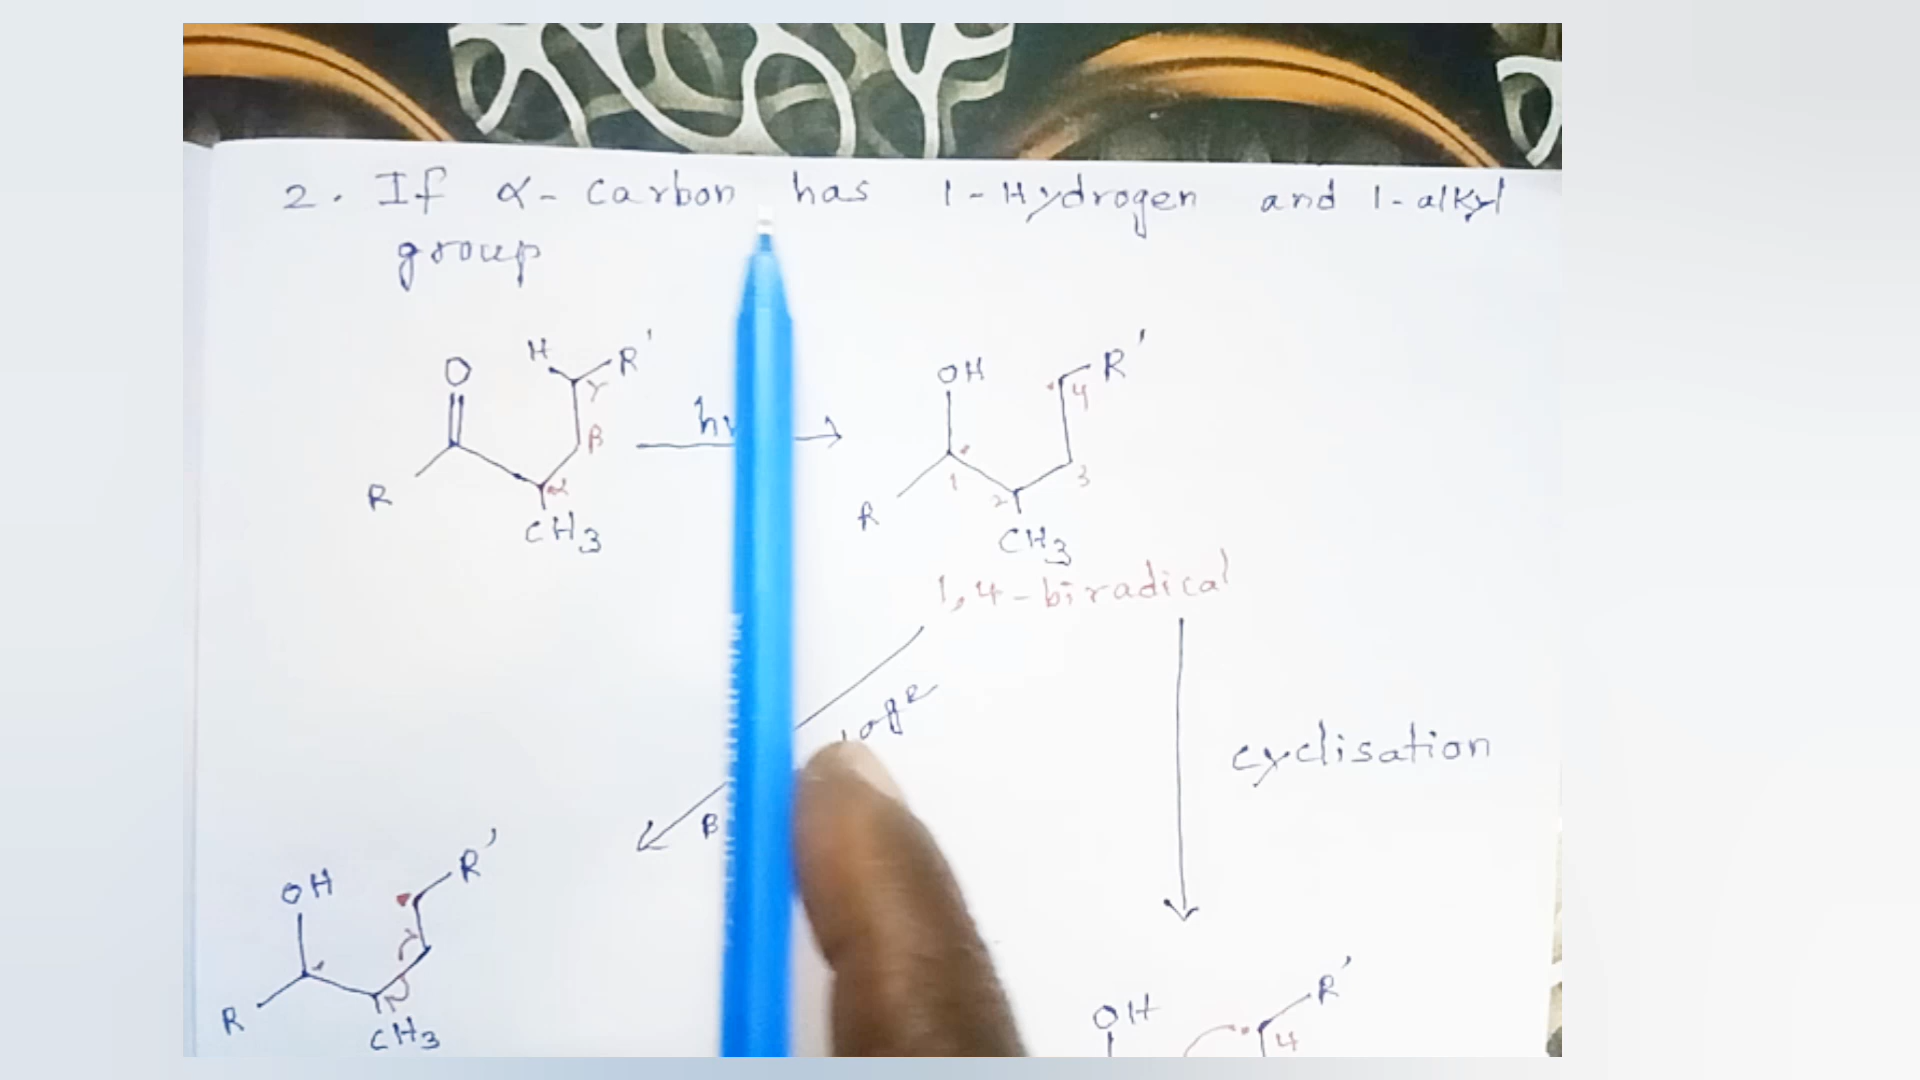 2. If α-carbon has 1-Hydrogen and 1-alkyl
group
O H R'
γ
β
α
R
CH3
OH R'
4
1 2 3
R
CH3
1,4-biradical
cyclisation
β
OH R'
R
CH3
OH R'
4